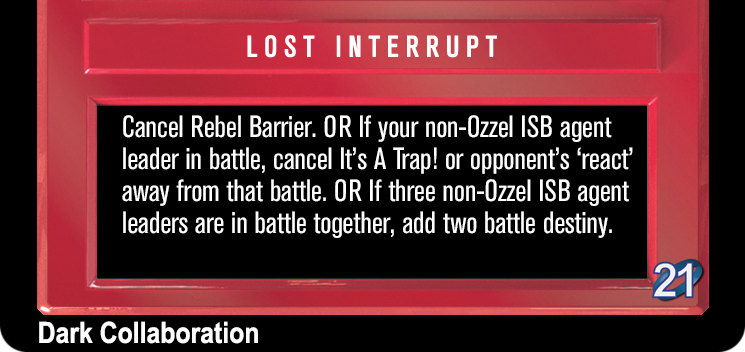 LOST INTERRUPT
Cancel Rebel Barrier. OR If your non-Ozzel ISB agent
leader in battle, cancel It’s A Trap! or opponent’s ‘react’
away from that battle. OR If three non-Ozzel ISB agent
leaders are in battle together, add two battle destiny.
21
Dark Collaboration